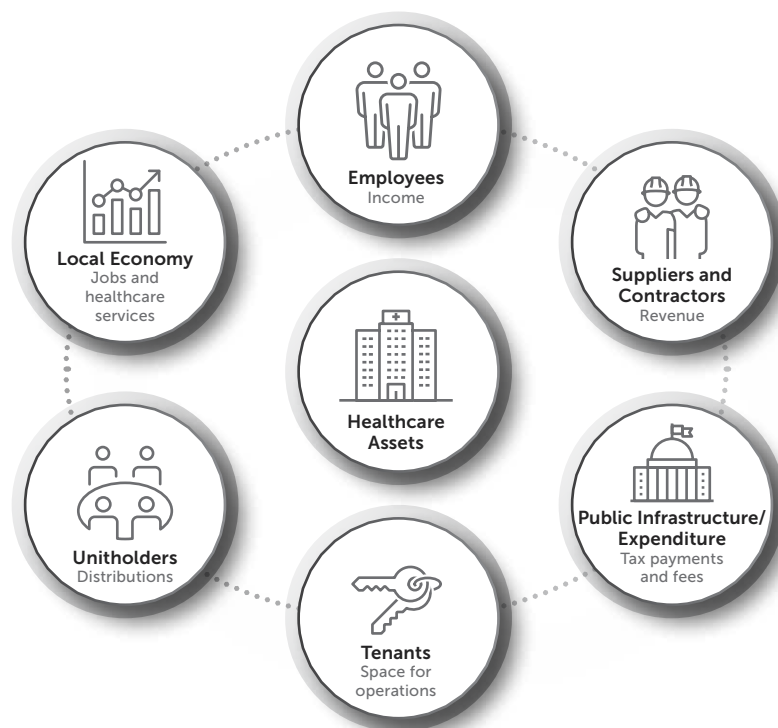 Employees
Income
Local Economy
Jobs and
healthcare
services
Suppliers and
Contractors
Revenue
Healthcare
Assets
Unitholders
Distributions
Public Infrastructure/
Expenditure
Tax payments
and fees
Tenants
Space for
operations